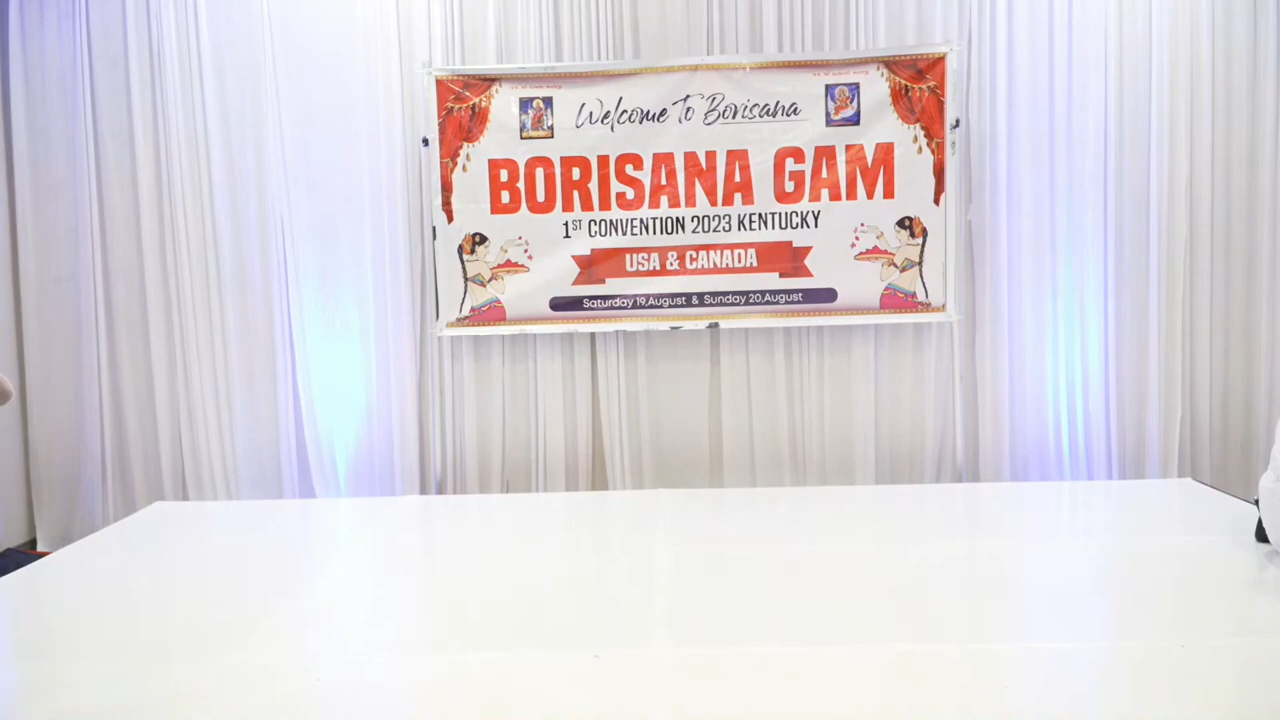 Welcome To Borisana
BORISANA GAM
1ST CONVENTION 2023 KENTUCKY
USA & CANADA
Saturday 19,August & Sunday 20,August